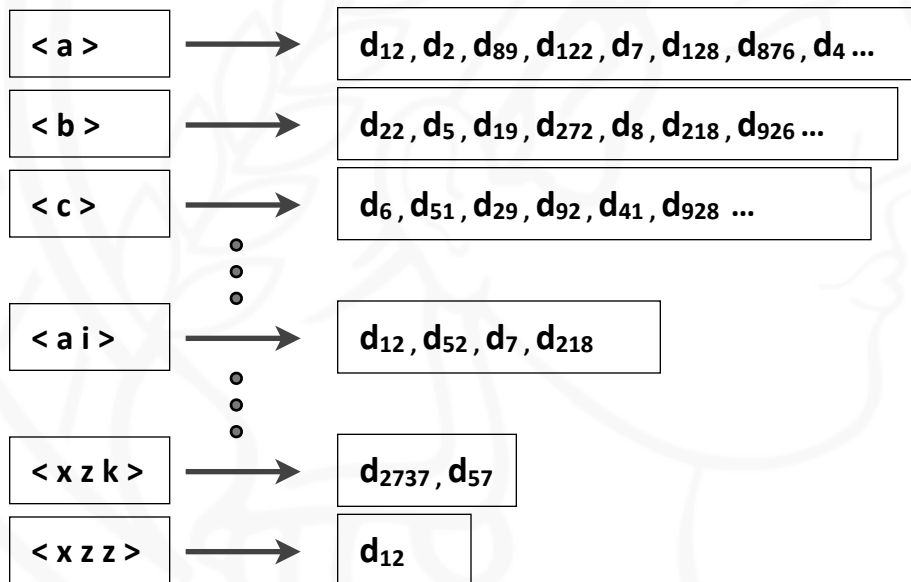 < a > d12 , d2 , d89 , d122 , d7 , d128 , d876 , d4 ...
< b > d22 , d5 , d19 , d272 , d8 , d218 , d926 ...
< c > d6 , d51 , d29 , d92 , d41 , d928 ...
< a i > d12 , d52 , d7 , d218
< x z k > d2737 , d57
< x z z > d12